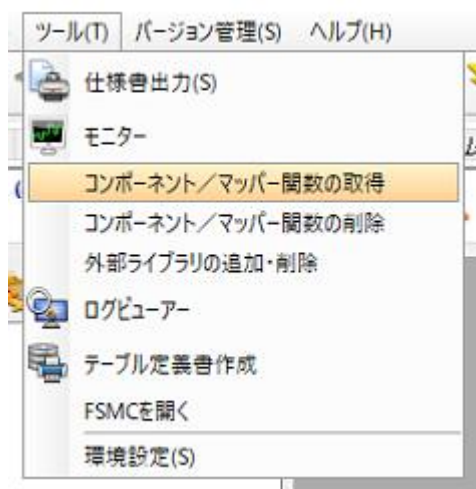 ツール(T) バージョン管理(S) ヘルプ(H)
仕様書出力(S)
モニター
コンポーネント／マッパー関数の取得
コンポーネント／マッパー関数の削除
外部ライブラリの追加・削除
ログビューアー
テーブル定義書作成
FSMCを開く
環境設定(S)